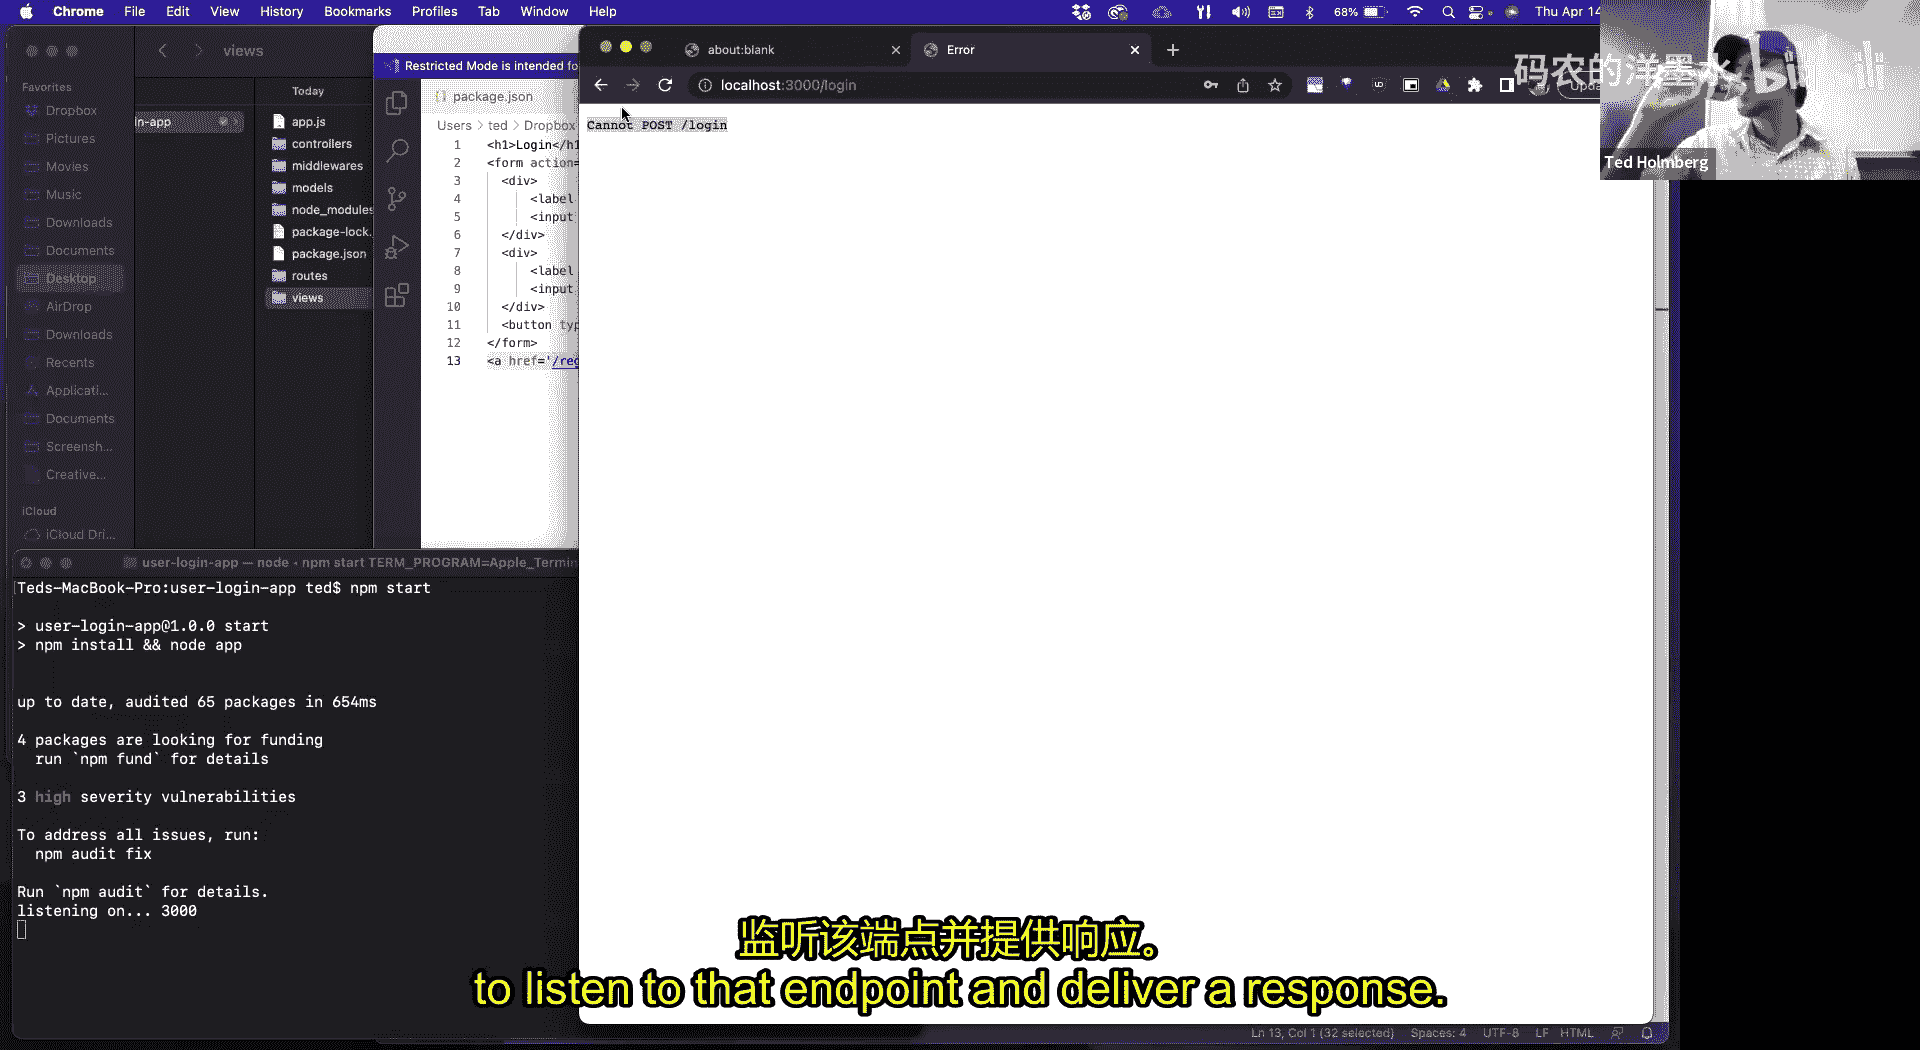 Chrome File Edit View History Bookmarks Profiles Tab Window Help 68% Thu Apr 14
码农的洋墨水 bi
Ted Holmberg
views
Favorites
Dropbox
Pictures
Movies
Music
Downloads
Documents
Desktop
AirDrop
Downloads
Recents
Applicati...
Documents
Screensh...
Creative...
iCloud
iCloud Dri...
in-app
Today
app.js
controllers
middlewares
models
node_modules
package-lock.
package.json
routes
views
Restricted Mode is intended fo
package.json
Users > ted > Dropbox
1 <h1>Login</h1
2 <form action=
3 <div>
4 <label
5 <input
6 </div>
7 <div>
8 <label
9 <input
10 </div>
11 <button typ
12 </form>
13 <a href='/reg
about:blank
Error
localhost:3000/login
Cannot POST /login
user-login-app — node ◂ npm start TERM_PROGRAM=Apple_Termin
Teds-MacBook-Pro:user-login-app ted$ npm start
> user-login-app@1.0.0 start
> npm install && node app
up to date, audited 65 packages in 654ms
4 packages are looking for funding
run `npm fund` for details
3 high severity vulnerabilities
To address all issues, run:
npm audit fix
Run `npm audit` for details.
listening on... 3000
监听该端点并提供响应。
to listen to that endpoint and deliver a response.
Ln 13, Col 1 (32 selected) Spaces: 4 UTF-8 LF HTML